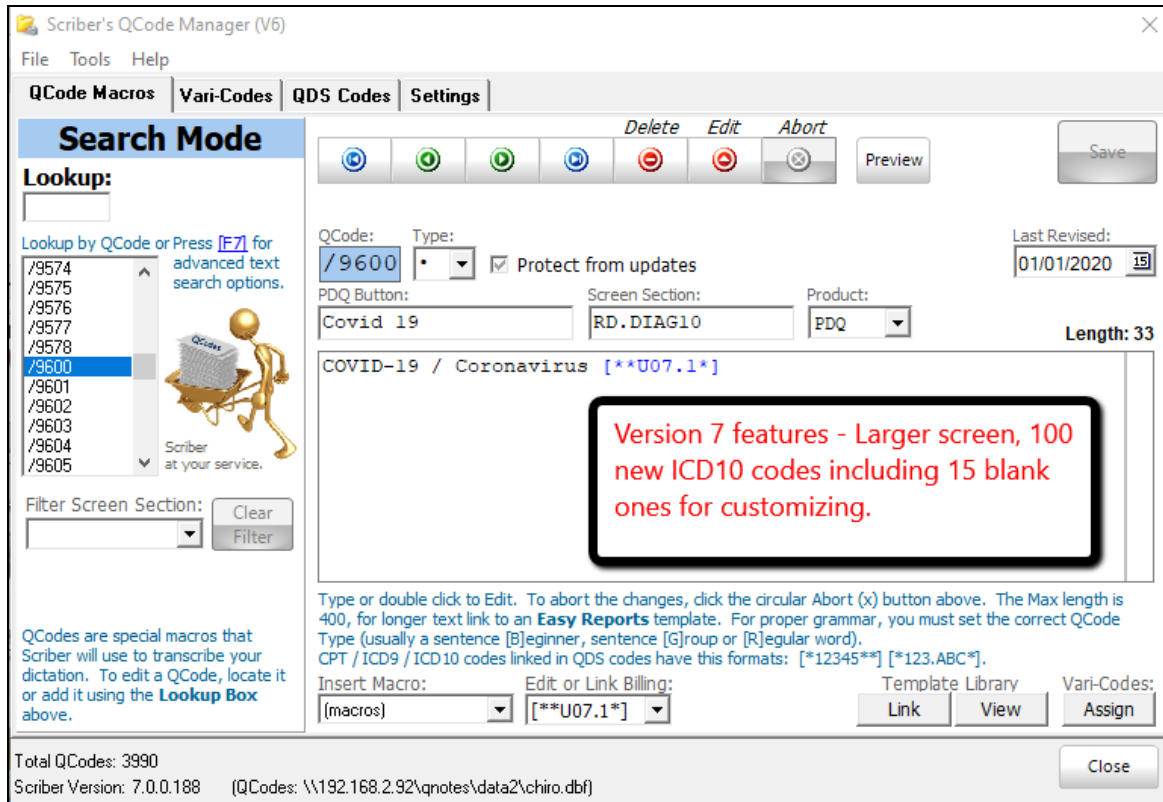 Scriber's QCode Manager (V6)
File Tools Help
QCode Macros Vari-Codes QDS Codes Settings
Search Mode
Lookup:
Lookup by QCode or Press [F7] for
advanced text
search options.
/9574
/9575
/9576
/9577
/9578
/9600
/9601
/9602
/9603
/9604
/9605
QCodes
Scriber
at your service.
Filter Screen Section:
Clear
Filter
QCodes are special macros that
Scriber will use to transcribe your
dictation. To edit a QCode, locate it
or add it using the Lookup Box
above.
Delete Edit Abort
Preview
Save
QCode: Type:
/9600 • Protect from updates
Last Revised:
01/01/2020 15
PDQ Button: Screen Section: Product:
Covid 19 RD.DIAG10 PDQ
Length: 33
COVID-19 / Coronavirus [**U07.1*]
Version 7 features - Larger screen, 100
new ICD10 codes including 15 blank
ones for customizing.
Type or double click to Edit. To abort the changes, click the circular Abort (x) button above. The Max length is
400, for longer text link to an Easy Reports template. For proper grammar, you must set the correct QCode
Type (usually a sentence [B]eginner, sentence [G]roup or [R]egular word).
CPT / ICD9 / ICD10 codes linked in QDS codes have this formats: [*12345**] [*123.ABC*].
Insert Macro: Edit or Link Billing: Template Library Vari-Codes:
(macros) [**U07.1*] Link View Assign
Total QCodes: 3990
Scriber Version: 7.0.0.188 (QCodes: \\192.168.2.92\qnotes\data2\chiro.dbf)
Close